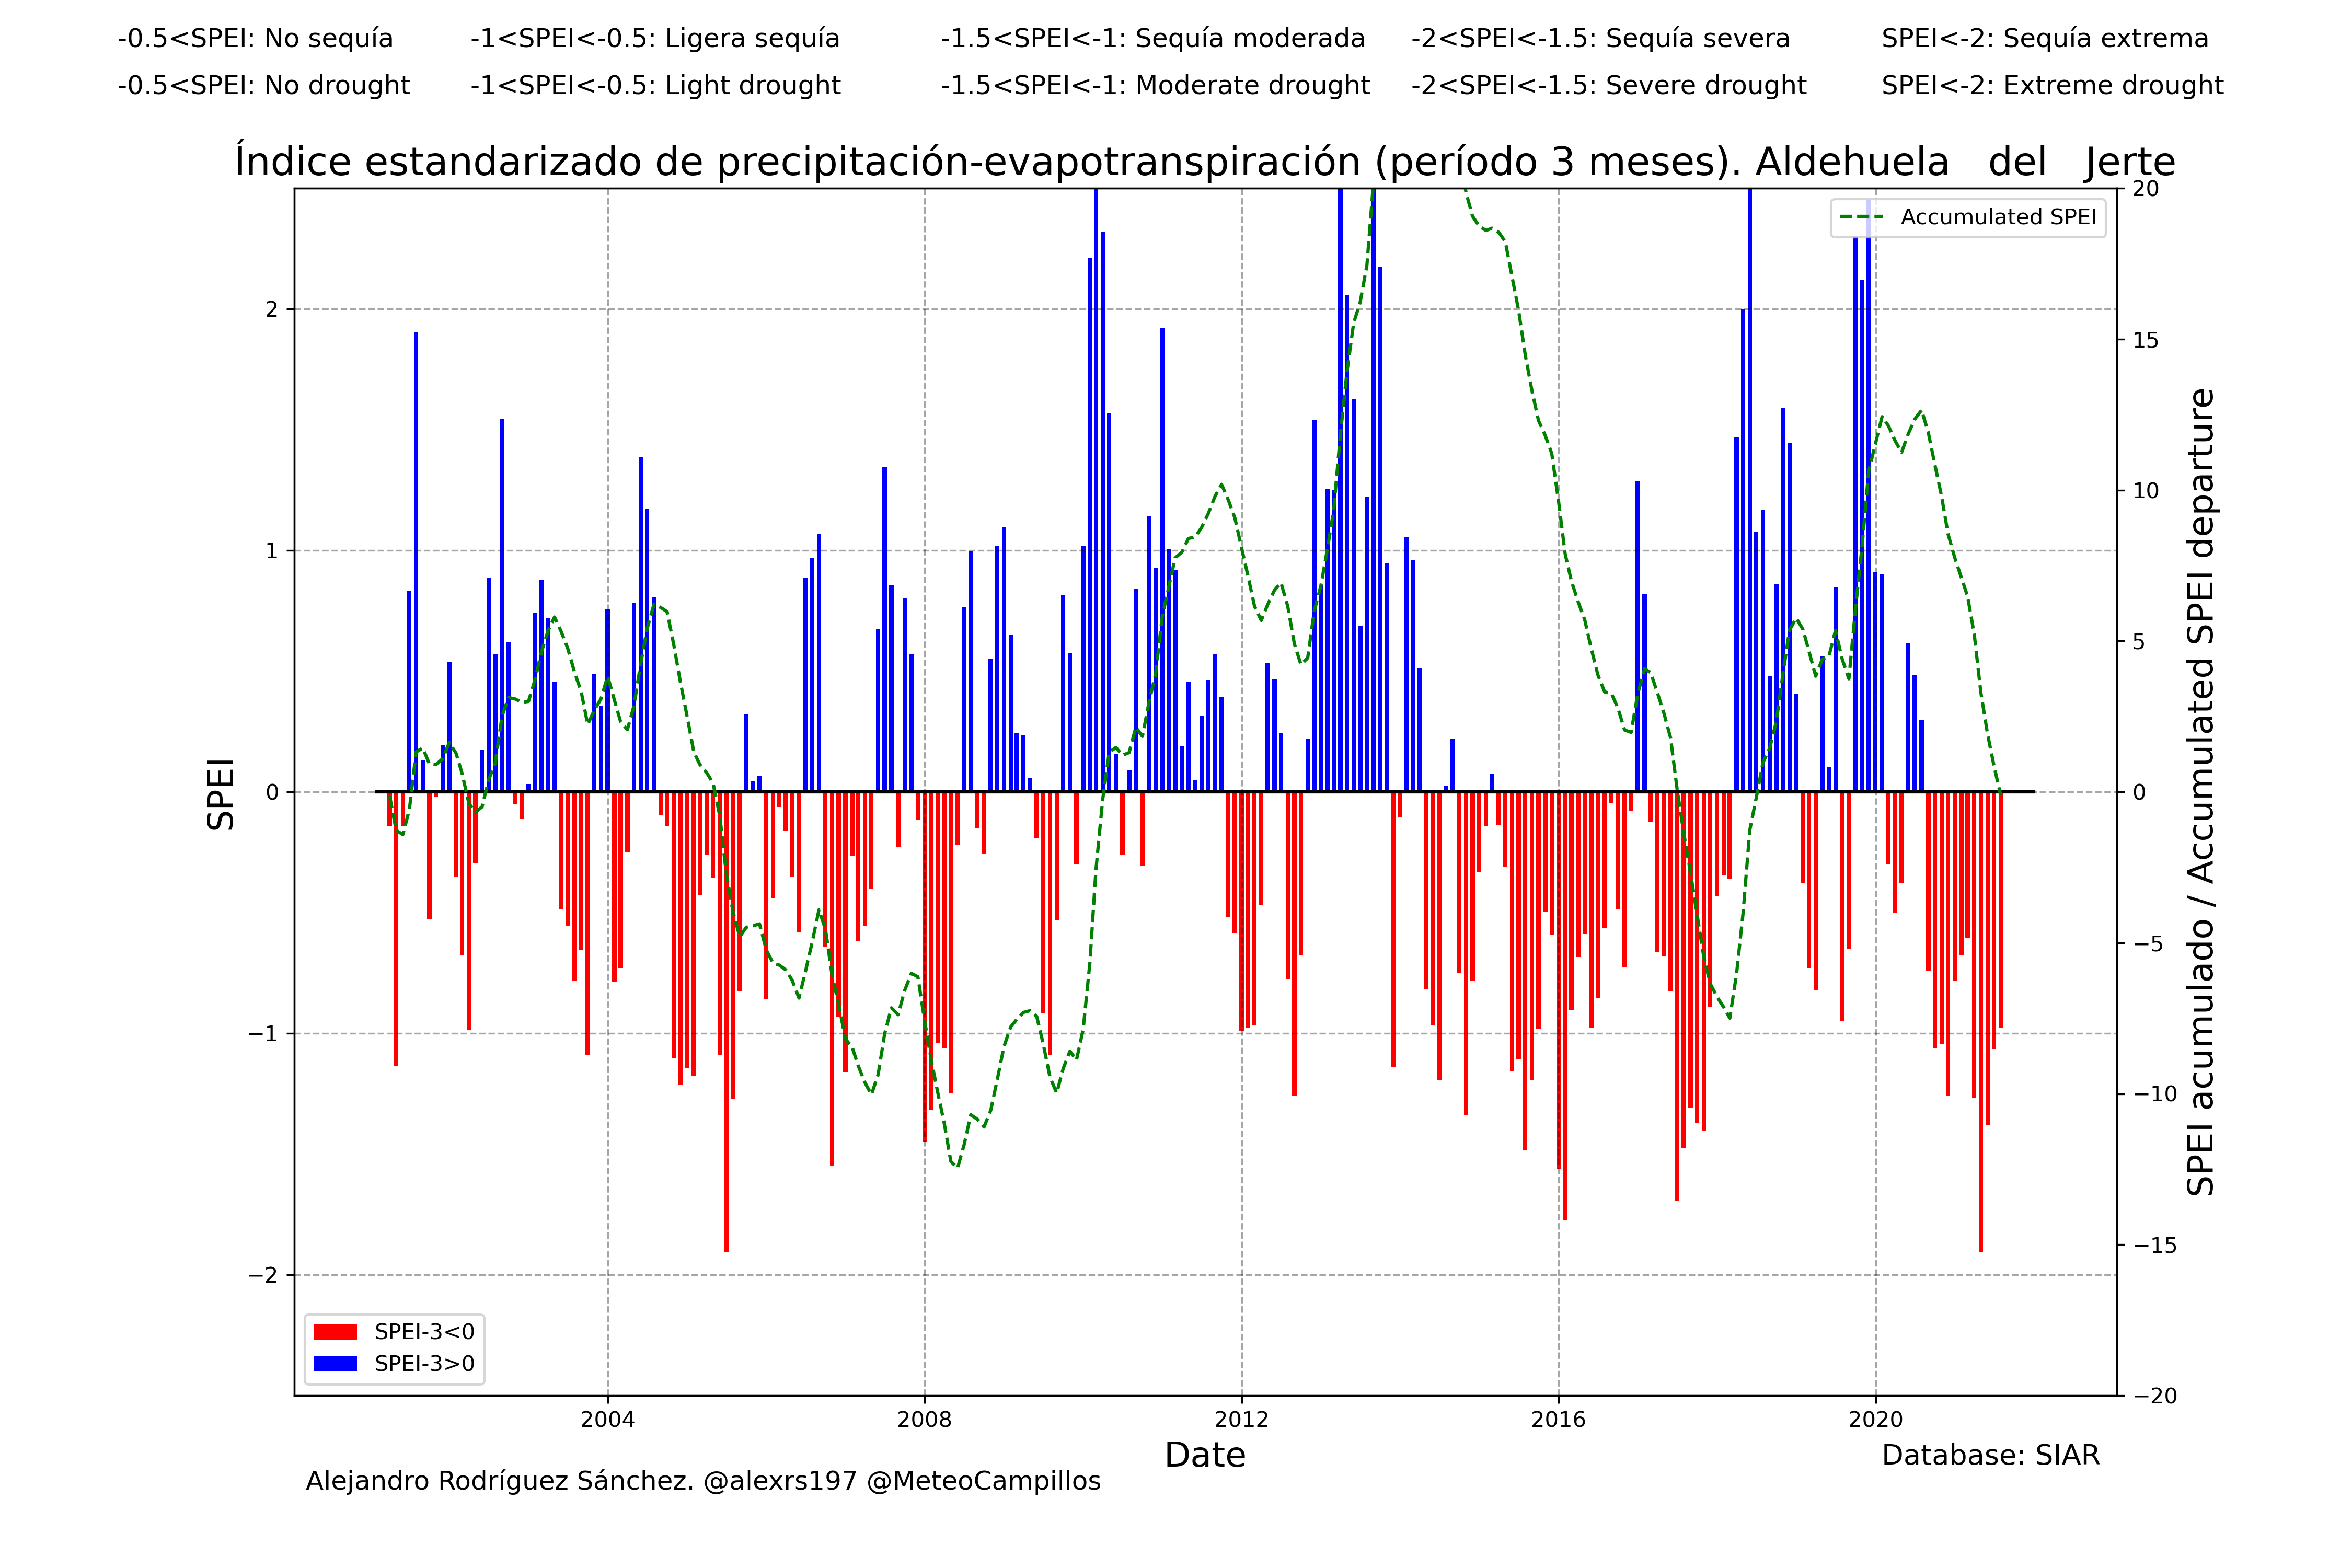 -0.5<SPEI: No sequía -1<SPEI<-0.5: Ligera sequía -1.5<SPEI<-1: Sequía moderada -2<SPEI<-1.5: Sequía severa SPEI<-2: Sequía extrema
-0.5<SPEI: No drought -1<SPEI<-0.5: Light drought -1.5<SPEI<-1: Moderate drought -2<SPEI<-1.5: Severe drought SPEI<-2: Extreme drought
Índice estandarizado de precipitación-evapotranspiración (período 3 meses). Aldehuela del Jerte
Accumulated SPEI
2
1
0
−1
−2
SPEI
20
15
10
5
0
−5
−10
−15
−20
SPEI acumulado / Accumulated SPEI departure
SPEI-3<0
SPEI-3>0
2004 2008 2012 2016 2020
Date
Database: SIAR
Alejandro Rodríguez Sánchez. @alexrs197 @MeteoCampillos